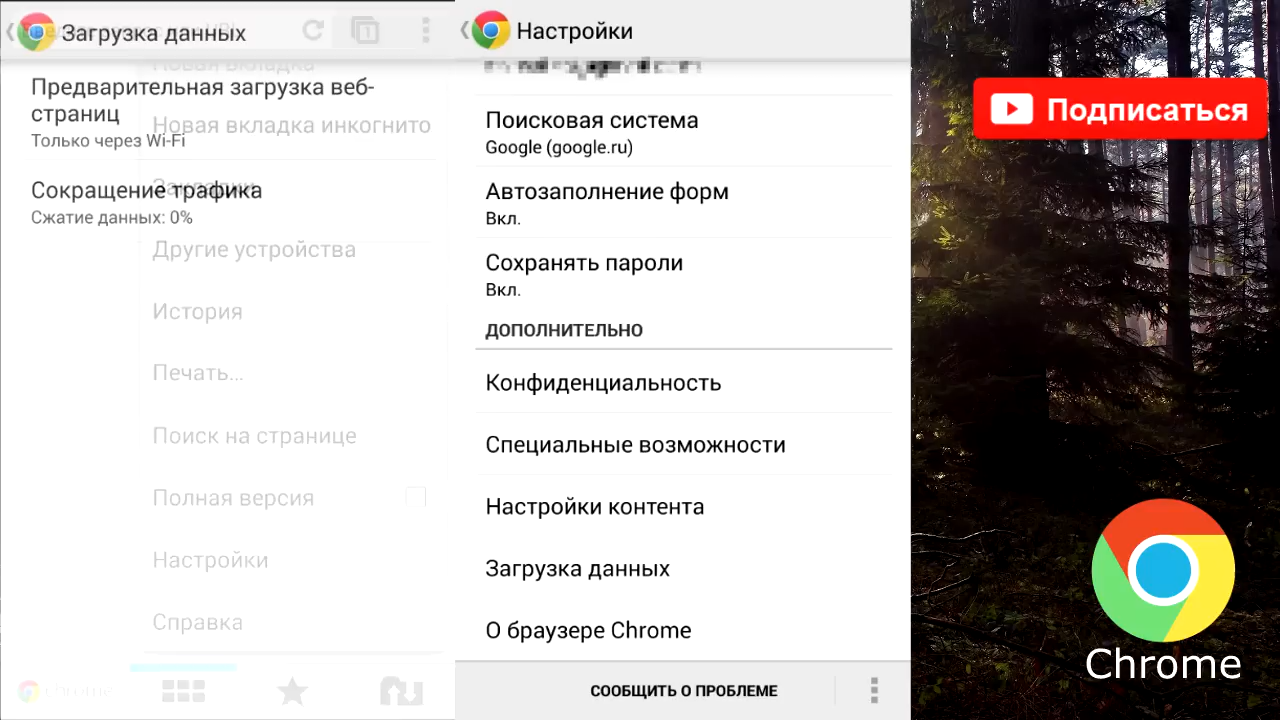 Загрузка данных
1
Предварительная загрузка веб-
страниц
Только через Wi-Fi
Сокращение трафика
Сжатие данных: 0%
Новая вкладка
Новая вкладка инкогнито
Закладки
Другие устройства
История
Печать...
Поиск на странице
Полная версия
Настройки
Справка
chrome
Настройки
Поисковая система
Google (google.ru)
Автозаполнение форм
Вкл.
Сохранять пароли
Вкл.
ДОПОЛНИТЕЛЬНО
Конфиденциальность
Специальные возможности
Настройки контента
Загрузка данных
О браузере Chrome
СООБЩИТЬ О ПРОБЛЕМЕ
Подписаться
Chrome